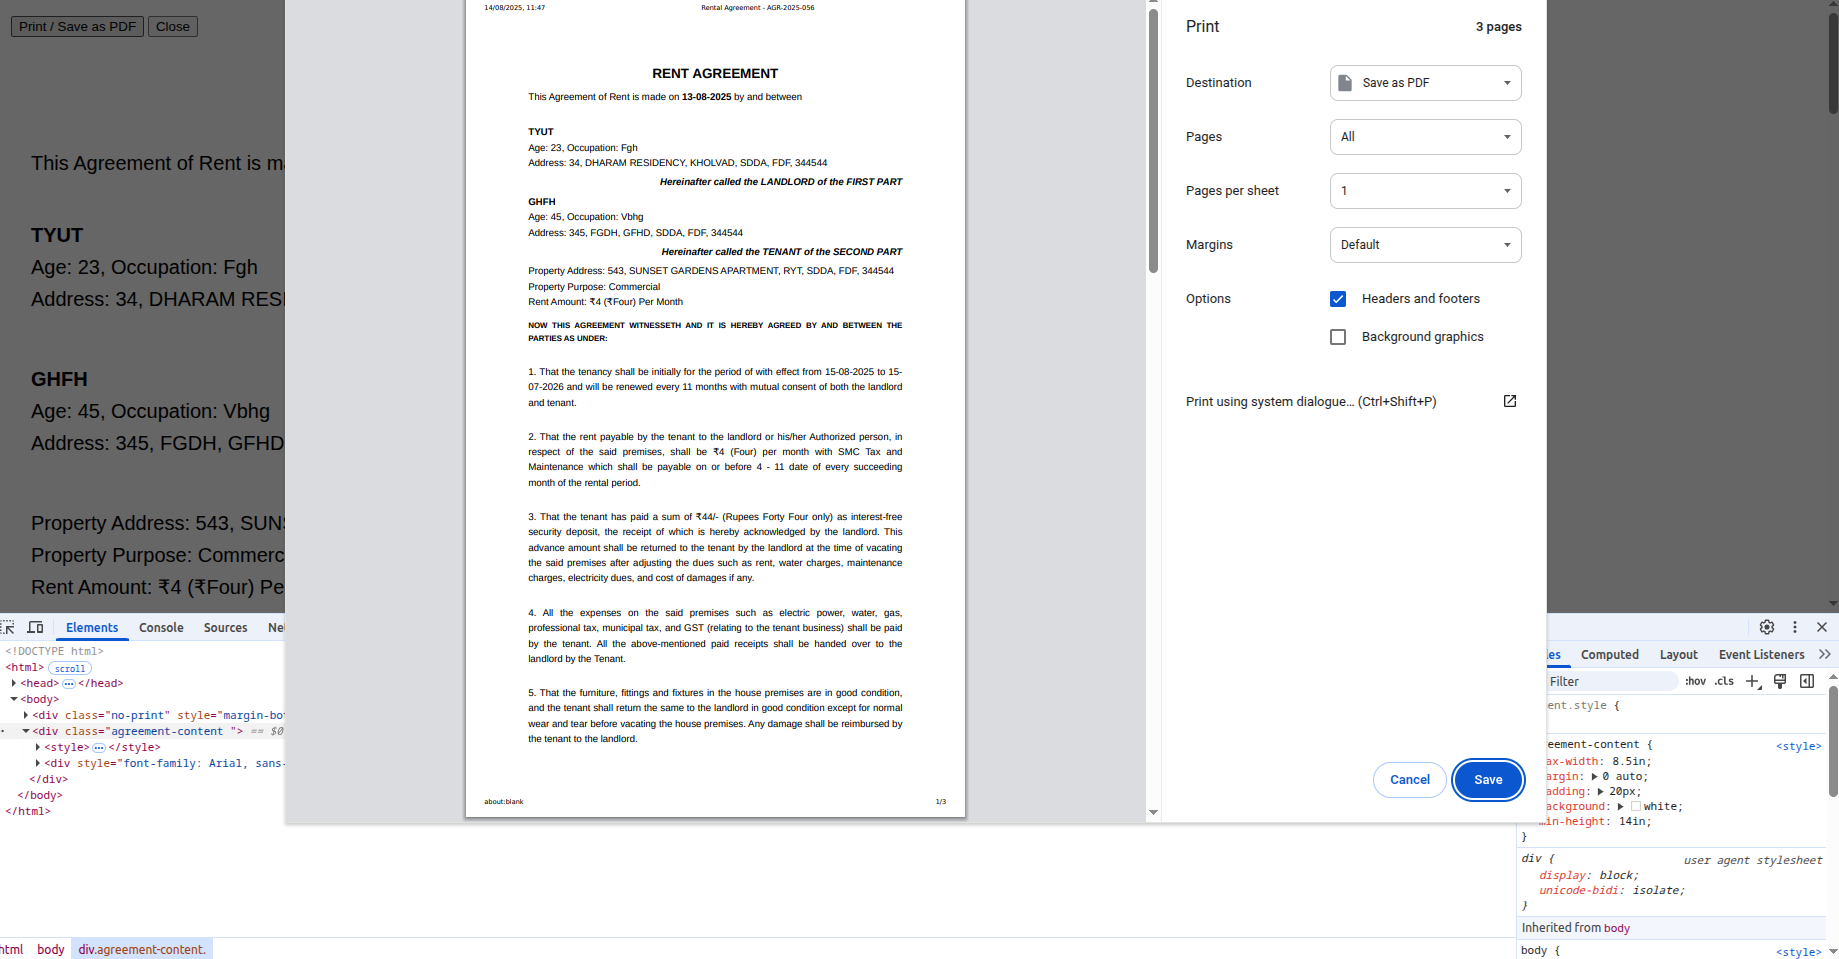 Print / Save as PDF
Close
This Agreement of Rent is ma
TYUT
Age: 23, Occupation: Fgh
Address: 34, DHARAM RESI
GHFH
Age: 45, Occupation: Vbhg
Address: 345, FGDH, GFHD
Property Address: 543, SUNS
Property Purpose: Commerc
Rent Amount: ₹4 (₹Four) Pe
14/08/2025, 11:47
Rental Agreement - AGR-2025-056
RENT AGREEMENT
This Agreement of Rent is made on 13-08-2025 by and between
TYUT
Age: 23, Occupation: Fgh
Address: 34, DHARAM RESIDENCY, KHOLVAD, SDDA, FDF, 344544
Hereinafter called the LANDLORD of the FIRST PART
GHFH
Age: 45, Occupation: Vbhg
Address: 345, FGDH, GFHD, SDDA, FDF, 344544
Hereinafter called the TENANT of the SECOND PART
Property Address: 543, SUNSET GARDENS APARTMENT, RYT, SDDA, FDF, 344544
Property Purpose: Commercial
Rent Amount: ₹4 (₹Four) Per Month
NOW THIS AGREEMENT WITNESSETH AND IT IS HEREBY AGREED BY AND BETWEEN THE
PARTIES AS UNDER:
1. That the tenancy shall be initially for the period of with effect from 15-08-2025 to 15-
07-2026 and will be renewed every 11 months with mutual consent of both the landlord
and tenant.
2. That the rent payable by the tenant to the landlord or his/her Authorized person, in
respect of the said premises, shall be ₹4 (Four) per month with SMC Tax and
Maintenance which shall be payable on or before 4 - 11 date of every succeeding
month of the rental period.
3. That the tenant has paid a sum of ₹44/- (Rupees Forty Four only) as interest-free
security deposit, the receipt of which is hereby acknowledged by the landlord. This
advance amount shall be returned to the tenant by the landlord at the time of vacating
the said premises after adjusting the dues such as rent, water charges, maintenance
charges, electricity dues, and cost of damages if any.
4. All the expenses on the said premises such as electric power, water, gas,
professional tax, municipal tax, and GST (relating to the tenant business) shall be paid
by the tenant. All the above-mentioned paid receipts shall be handed over to the
landlord by the Tenant.
5. That the furniture, fittings and fixtures in the house premises are in good condition,
and the tenant shall return the same to the landlord in good condition except for normal
wear and tear before vacating the house premises. Any damage shall be reimbursed by
the tenant to the landlord.
about:blank
1/3
Print
3 pages
Destination
Save as PDF
Pages
All
Pages per sheet
1
Margins
Default
Options
Headers and footers
Background graphics
Print using system dialogue... (Ctrl+Shift+P)
Cancel
Save
Elements
Console
Sources
Ne
<!DOCTYPE html>
<html> scroll
<head> ... </head>
<body>
<div class="no-print" style="margin-bot
<div class="agreement-content "> == $0
<style> ... </style>
<div style="font-family: Arial, sans-
</div>
</body>
</html>
html body div.agreement-content.
les
Computed
Layout
Event Listeners
Filter
:hov
.cls
ent.style {
eement-content {
<style>
ax-width: 8.5in;
argin: 0 auto;
adding: 20px;
ackground: white;
min-height: 14in;
}
div {
user agent stylesheet
display: block;
unicode-bidi: isolate;
}
Inherited from body
body {
<style>